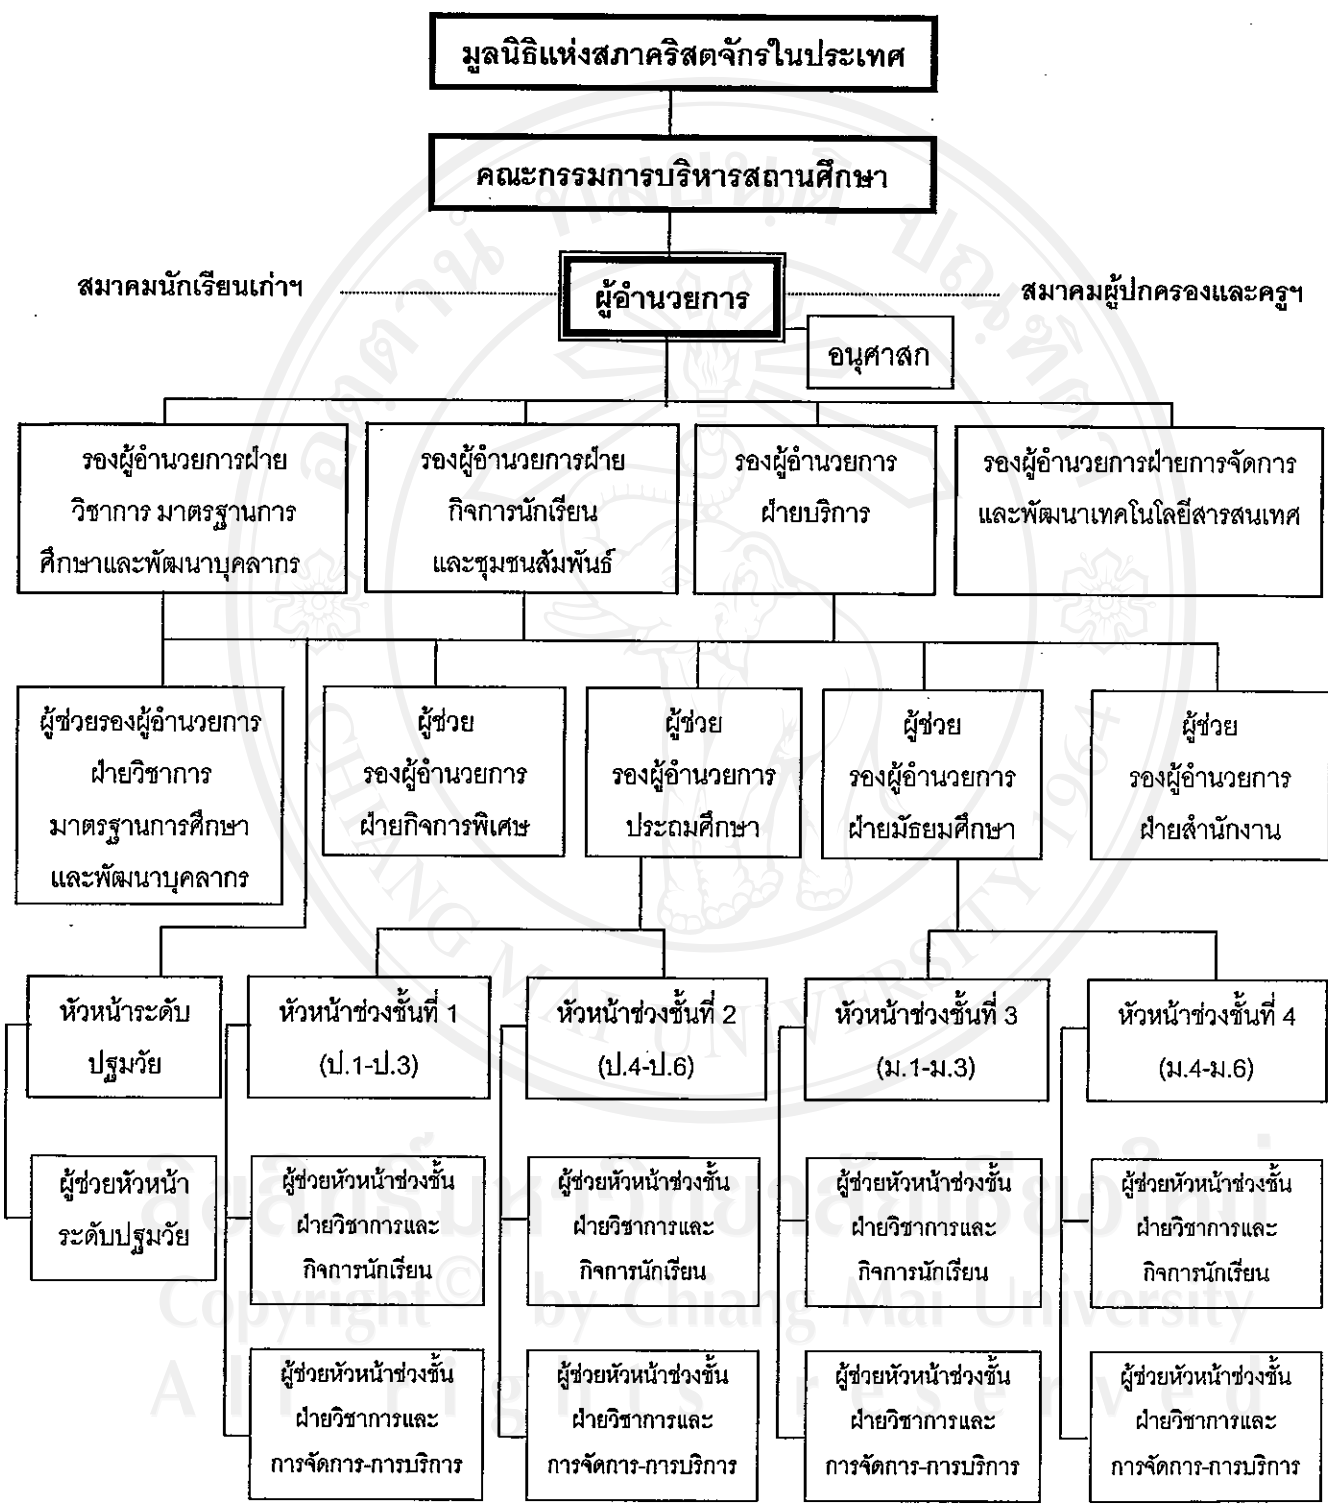 มูลนิธิแห่งสภาคริสตจักรในประเทศ
คณะกรรมการบริหารสถานศึกษา
สมาคมนักเรียนเก่าฯ
ผู้อำนวยการ
สมาคมผู้ปกครองและครูฯ
อนุศาสก
รองผู้อำนวยการฝ่าย
วิชาการ มาตรฐานการ
ศึกษาและพัฒนาบุคลากร
รองผู้อำนวยการฝ่าย
กิจการนักเรียน
และชุมชนสัมพันธ์
รองผู้อำนวยการ
ฝ่ายบริการ
รองผู้อำนวยการฝ่ายการจัดการ
และพัฒนาเทคโนโลยีสารสนเทศ
ผู้ช่วยรองผู้อำนวยการ
ฝ่ายวิชาการ
มาตรฐานการศึกษา
และพัฒนาบุคลากร
ผู้ช่วย
รองผู้อำนวยการ
ฝ่ายกิจการพิเศษ
ผู้ช่วย
รองผู้อำนวยการ
ประถมศึกษา
ผู้ช่วย
รองผู้อำนวยการ
ฝ่ายมัธยมศึกษา
ผู้ช่วย
รองผู้อำนวยการ
ฝ่ายสำนักงาน
หัวหน้าระดับ
ปฐมวัย
หัวหน้าช่วงชั้นที่ 1
(ป.1-ป.3)
หัวหน้าช่วงชั้นที่ 2
(ป.4-ป.6)
หัวหน้าช่วงชั้นที่ 3
(ม.1-ม.3)
หัวหน้าช่วงชั้นที่ 4
(ม.4-ม.6)
ผู้ช่วยหัวหน้า
ระดับปฐมวัย
ผู้ช่วยหัวหน้าช่วงชั้น
ฝ่ายวิชาการและ
กิจการนักเรียน
ผู้ช่วยหัวหน้าช่วงชั้น
ฝ่ายวิชาการและ
กิจการนักเรียน
ผู้ช่วยหัวหน้าช่วงชั้น
ฝ่ายวิชาการและ
กิจการนักเรียน
ผู้ช่วยหัวหน้าช่วงชั้น
ฝ่ายวิชาการและ
กิจการนักเรียน
ผู้ช่วยหัวหน้าช่วงชั้น
ฝ่ายวิชาการและ
การจัดการ-การบริการ
ผู้ช่วยหัวหน้าช่วงชั้น
ฝ่ายวิชาการและ
การจัดการ-การบริการ
ผู้ช่วยหัวหน้าช่วงชั้น
ฝ่ายวิชาการและ
การจัดการ-การบริการ
ผู้ช่วยหัวหน้าช่วงชั้น
ฝ่ายวิชาการและ
การจัดการ-การบริการ
อตฺตานํ ทมยนฺติ ปณฺฑิตา
CHIANG MAI UNIVERSITY 1964
ลิขสิทธิ์มหาวิทยาลัยเชียงใหม่
Copyright© by Chiang Mai University
All rights reserved